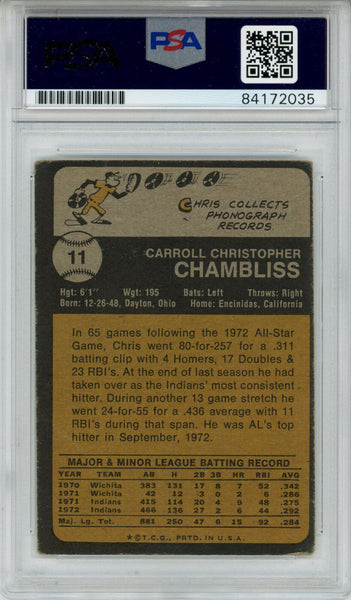 PSA
PSA
84172035
CHRIS COLLECTS
PHONOGRAPH
RECORDS
11
CARROLL CHRISTOPHER
CHAMBLISS
Hgt: 6'1" Wgt: 195 Bats: Left Throws: Right
Born: 12-26-48, Dayton, Ohio Home: Encinidas, California
In 65 games following the 1972 All-Star
Game, Chris went 80-for-257 for a .311
batting clip with 4 Homers, 17 Doubles &
23 RBI's. At the end of last season he had
taken over as the Indians' most consistent
hitter. During another 13 game stretch he
went 24-for-55 for a .436 average with 11
RBI's during that span. He was AL's top
hitter in September, 1972.
MAJOR & MINOR LEAGUE BATTING RECORD
YEAR AB H 2B 3B HR RBI AVG
1970 Wichita 383 131 17 8 7 52 .342
1971 Wichita 42 12 3 0 2 6 .286
1971 Indians 415 114 20 4 9 48 .275
1972 Indians 466 136 27 2 6 44 .292
Maj. Lg. Tot. 881 250 47 6 15 92 .284
* © T.C.G., PRTD. IN U.S.A.